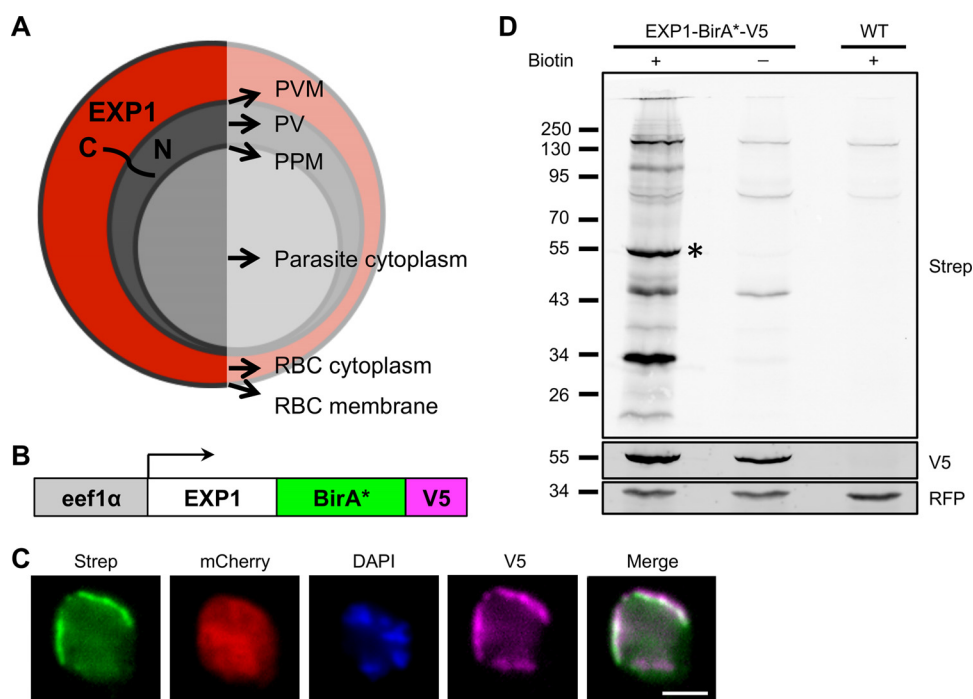 A
EXP1
C
N
PVM
PV
PPM
Parasite cytoplasm
RBC cytoplasm
RBC membrane
B
eef1α EXP1 BirA* V5
C
Strep mCherry DAPI V5 Merge
D
EXP1-BirA*-V5 WT
Biotin + – +
250
130
95
70
55 *
43
34
26
Strep
55 V5
34 RFP